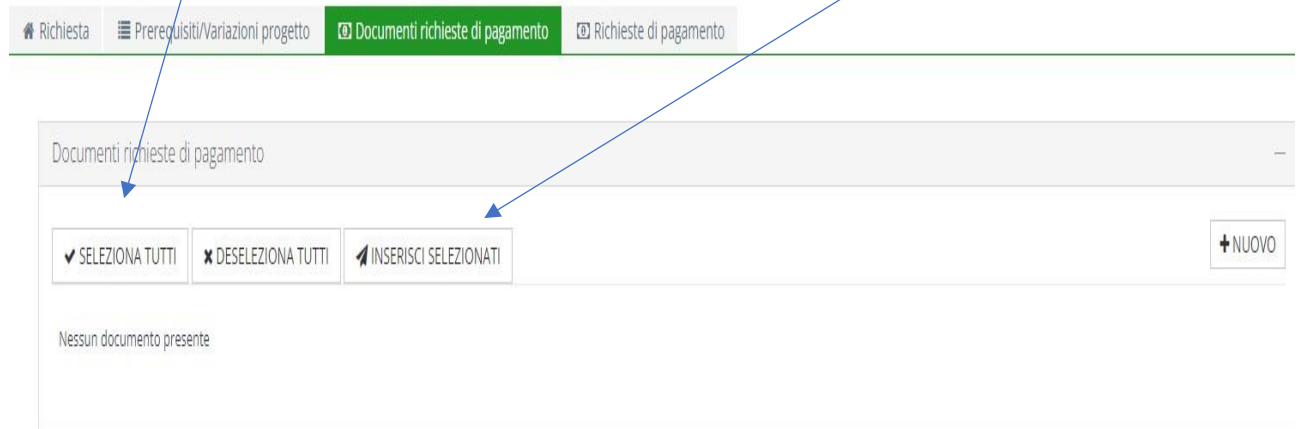 Richiesta Prerequisiti/Variazioni progetto Documenti richieste di pagamento Richieste di pagamento
Documenti richieste di pagamento
SELEZIONA TUTTI DESELEZIONA TUTTI INSERISCI SELEZIONATI NUOVO
Nessun documento presente